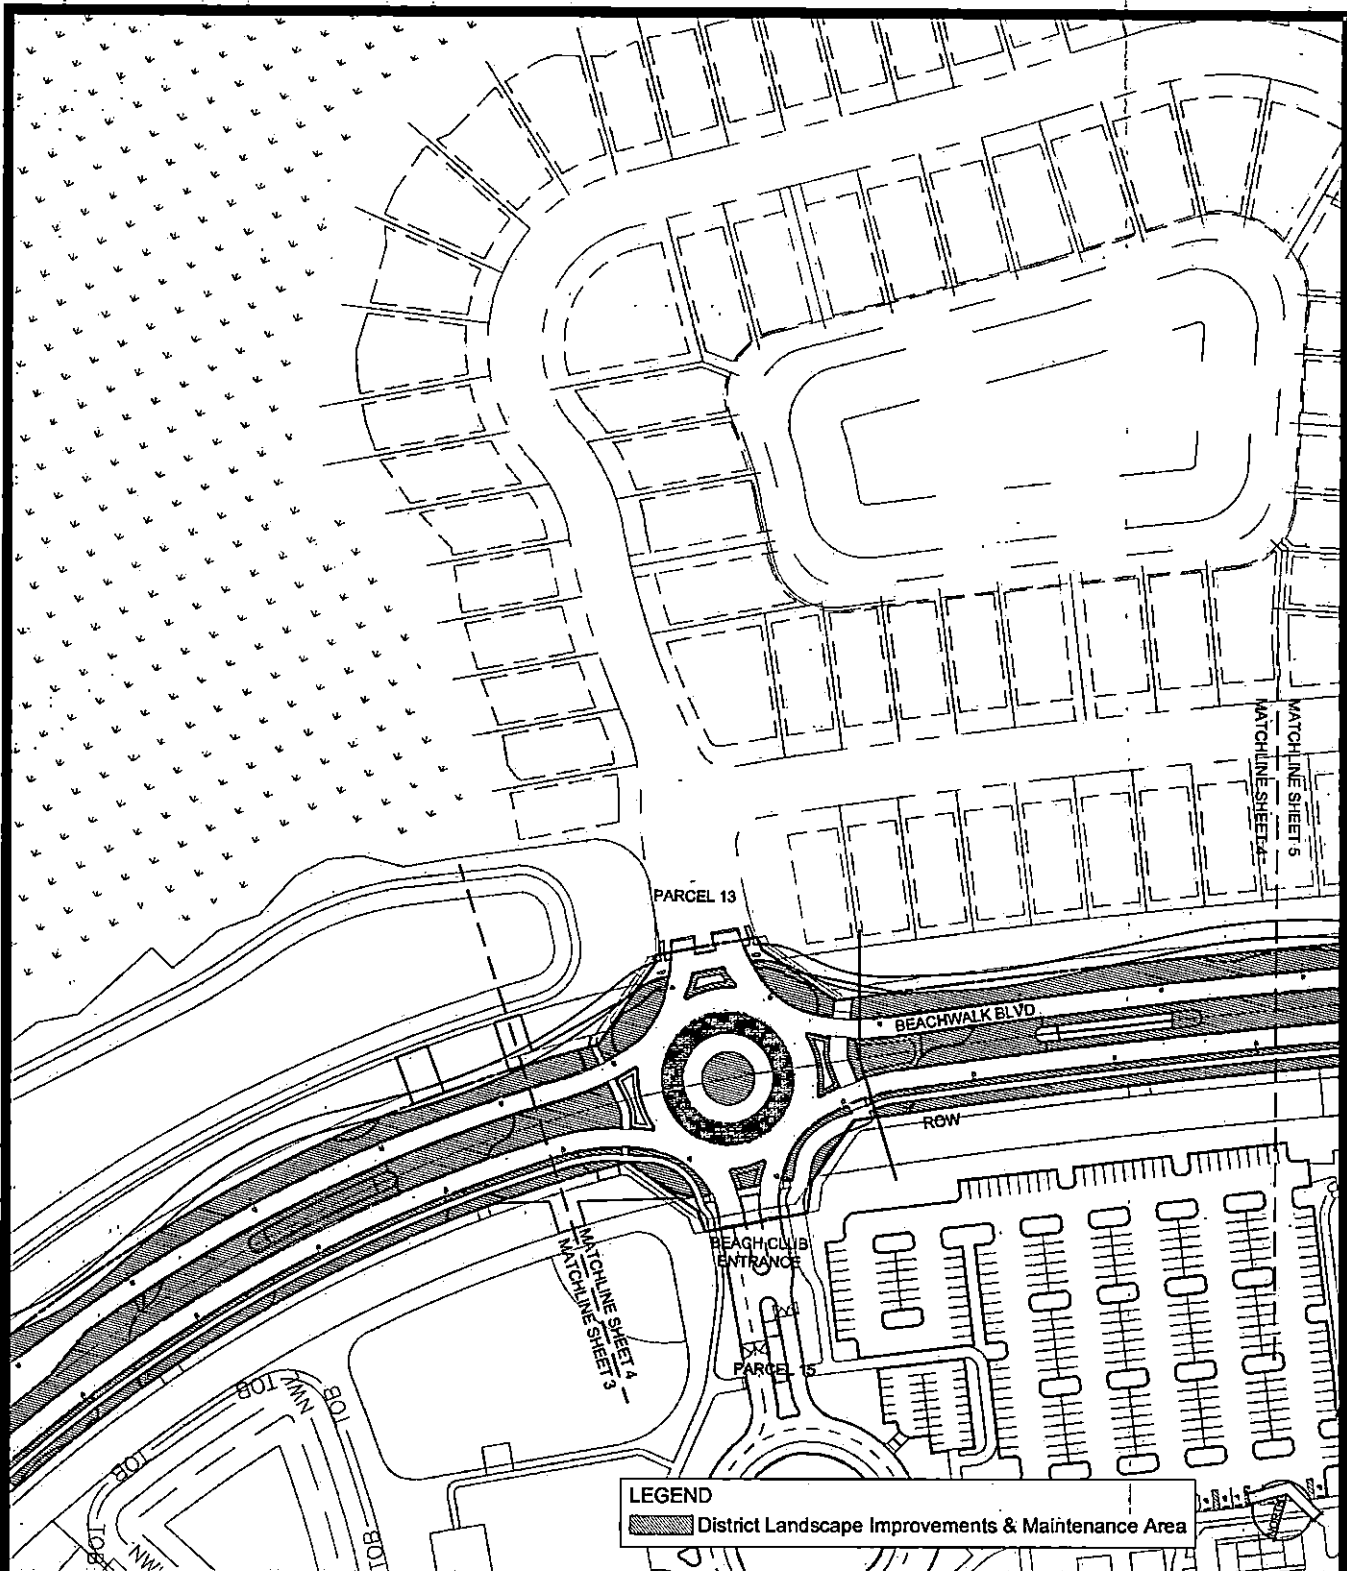 MATCHLINE SHEET 5
MATCHLINE SHEET 4
PARCEL 13
BEACHWALK BLVD
ROW
BEACH CLUB
ENTRANCE
MATCHLINE SHEET 4
MATCHLINE SHEET 3
PARCEL 15
TOB
NWL
TOB
TOB
TOB
TOB
LEGEND
District Landscape Improvements & Maintenance Area